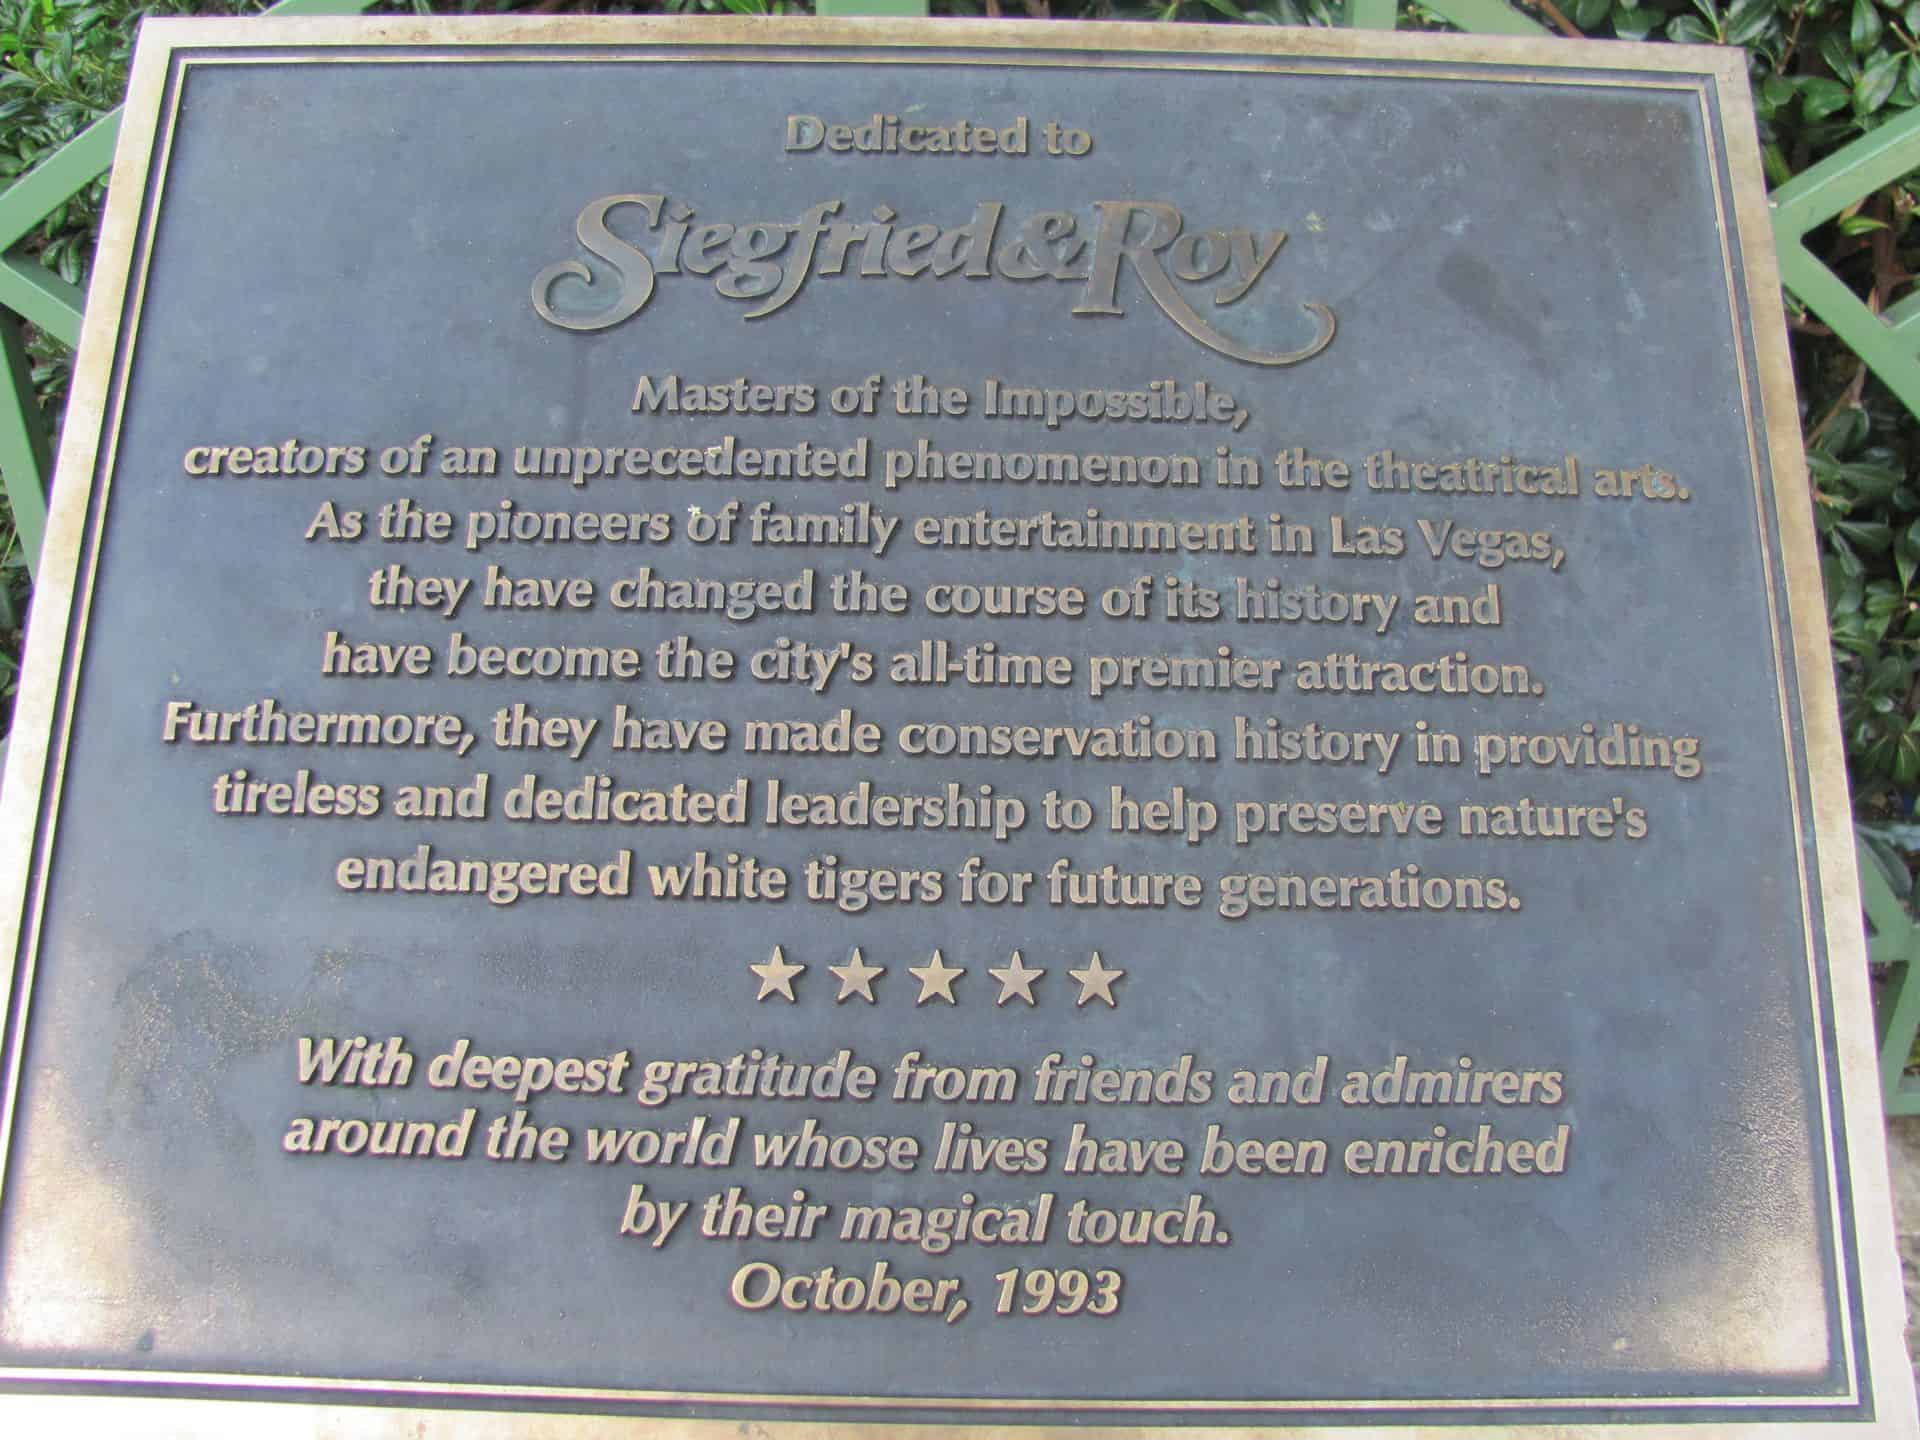 Dedicated to
Siegfried & Roy
Masters of the Impossible,
creators of an unprecedented phenomenon in the theatrical arts.
As the pioneers of family entertainment in Las Vegas,
they have changed the course of its history and
have become the city's all-time premier attraction.
Furthermore, they have made conservation history in providing
tireless and dedicated leadership to help preserve nature's
endangered white tigers for future generations.
With deepest gratitude from friends and admirers
around the world whose lives have been enriched
by their magical touch.
October, 1993